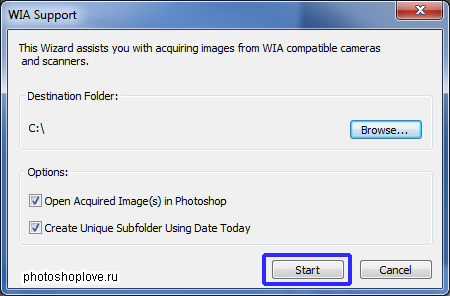 WIA Support
This Wizard assists you with acquiring images from WIA compatible cameras
and scanners.
Destination Folder:
C:\
Browse...
Options:
Open Acquired Image(s) in Photoshop
Create Unique Subfolder Using Date Today
Start Cancel
photoshoplove.ru